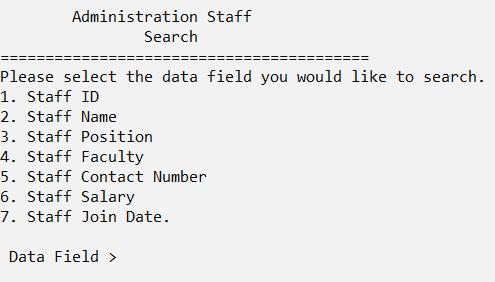 Administration Staff
Search
=========================================
Please select the data field you would like to search.
1. Staff ID
2. Staff Name
3. Staff Position
4. Staff Faculty
5. Staff Contact Number
6. Staff Salary
7. Staff Join Date.
Data Field >